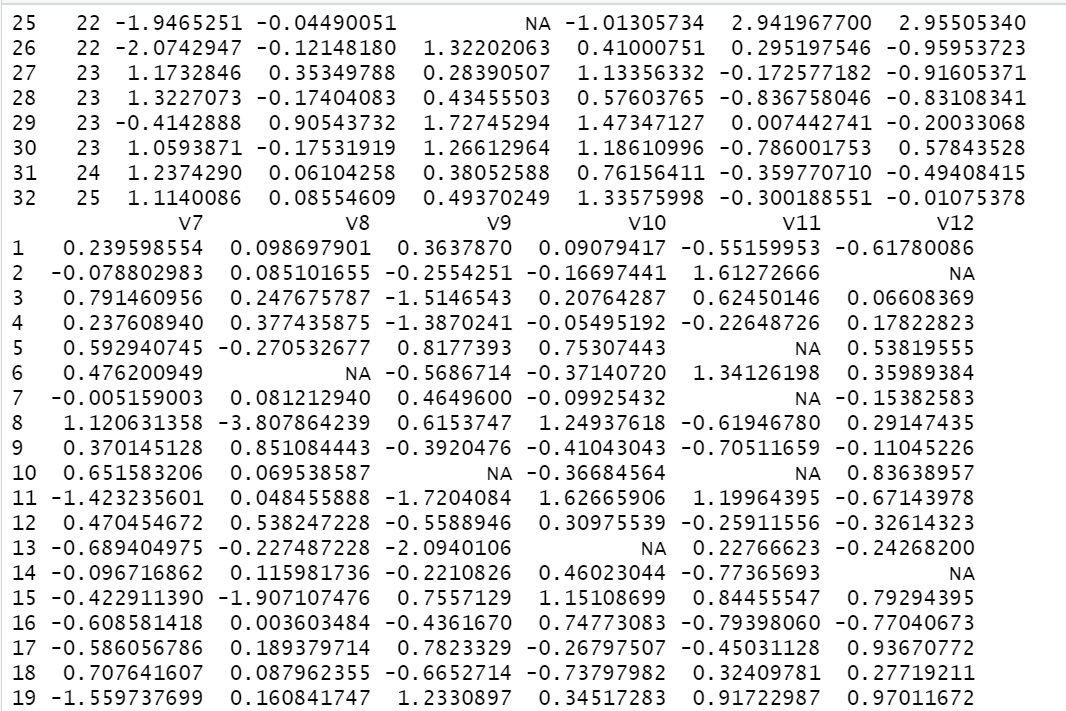 25   22 -1.9465251 -0.04490051         NA -1.01305734  2.941967700  2.95505340
26   22 -2.0742947 -0.12148180  1.32202063  0.41000751  0.295197546 -0.95953723
27   23  1.1732846  0.35349788  0.28390507  1.13356332 -0.172577182 -0.91605371
28   23  1.3227073 -0.17404083  0.43455503  0.57603765 -0.836758046 -0.83108341
29   23 -0.4142888  0.90543732  1.72745294  1.47347127  0.007442741 -0.20033068
30   23  1.0593871 -0.17531919  1.26612964  1.18610996 -0.786001753  0.57843528
31   24  1.2374290  0.06104258  0.38052588  0.76156411 -0.359770710 -0.49408415
32   25  1.1140086  0.08554609  0.49370249  1.33575998 -0.300188551 -0.01075378
             V7           V8         V9         V10         V11         V12
1   0.239598554  0.098697901  0.3637870  0.09079417 -0.55159953 -0.61780086
2  -0.078802983  0.085101655 -0.2554251 -0.16697441  1.61272666          NA
3   0.791460956  0.247675787 -1.5146543  0.20764287  0.62450146  0.06608369
4   0.237608940  0.377435875 -1.3870241 -0.05495192 -0.22648726  0.17822823
5   0.592940745 -0.270532677  0.8177393  0.75307443          NA  0.53819555
6   0.476200949           NA -0.5686714 -0.37140720  1.34126198  0.35989384
7  -0.005159003  0.081212940  0.4649600 -0.09925432          NA -0.15382583
8   1.120631358 -3.807864239  0.6153747  1.24937618 -0.61946780  0.29147435
9   0.370145128  0.851084443 -0.3920476 -0.41043043 -0.70511659 -0.11045226
10  0.651583206  0.069538587         NA -0.36684564          NA  0.83638957
11 -1.423235601  0.048455888 -1.7204084  1.62665906  1.19964395 -0.67143978
12  0.470454672  0.538247228 -0.5588946  0.30975539 -0.25911556 -0.32614323
13 -0.689404975 -0.227487228 -2.0940106          NA  0.22766623 -0.24268200
14 -0.096716862  0.115981736 -0.2210826  0.46023044 -0.77365693          NA
15 -0.422911390 -1.907107476  0.7557129  1.15108699  0.84455547  0.79294395
16 -0.608581418  0.003603484 -0.4361670  0.74773083 -0.79398060 -0.77040673
17 -0.586056786  0.189379714  0.7823329 -0.26797507 -0.45031128  0.93670772
18  0.707641607  0.087962355 -0.6652714 -0.73797982  0.32409781  0.27719211
19 -1.559737699  0.160841747  1.2330897  0.34517283  0.91722987  0.97011672